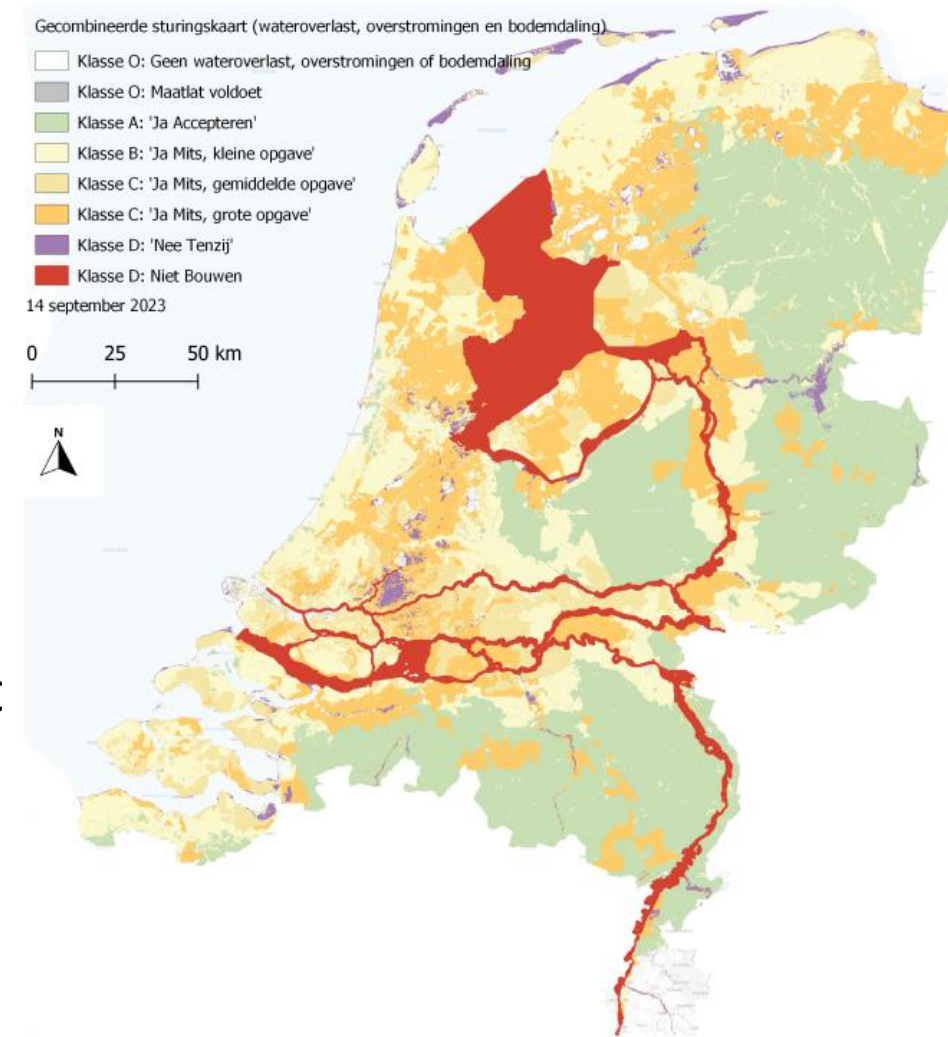 Gecombineerde sturingskaart (wateroverlast, overstromingen en bodemdaling)
Klasse O: Geen wateroverlast, overstromingen of bodemdaling
Klasse O: Maatlat voldoet
Klasse A: 'Ja Accepteren'
Klasse B: 'Ja Mits, kleine opgave'
Klasse C: 'Ja Mits, gemiddelde opgave'
Klasse C: 'Ja Mits, grote opgave'
Klasse D: 'Nee Tenzij'
Klasse D: Niet Bouwen
14 september 2023
0 25 50 km
N